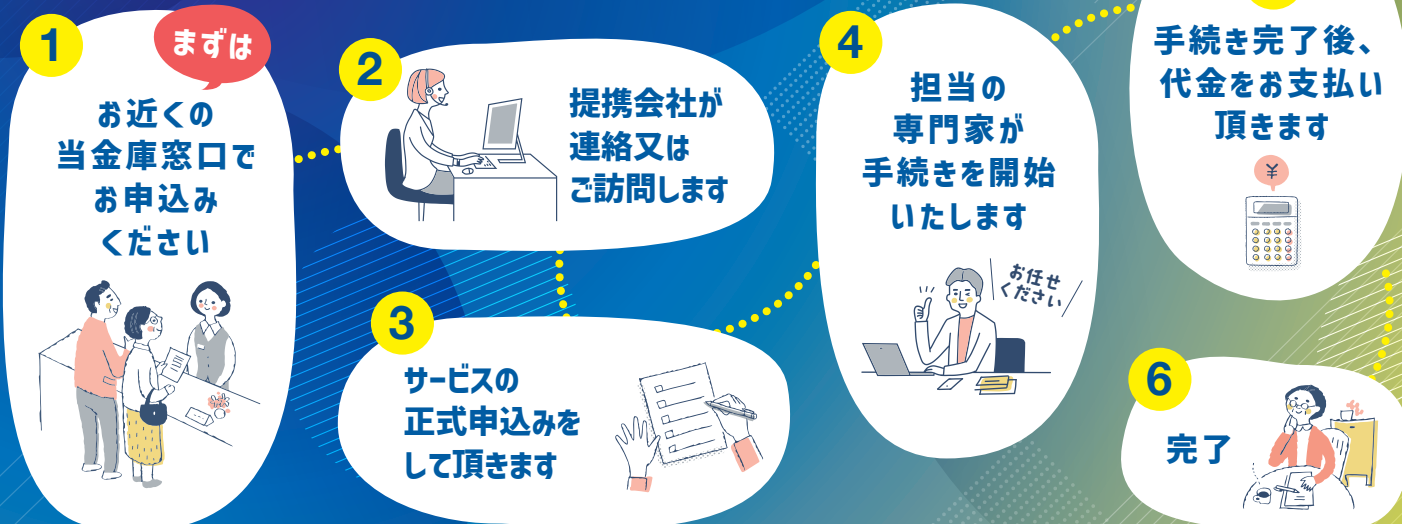 1
まずは
お近くの
当金庫窓口で
お申込み
ください
2
提携会社が
連絡又は
ご訪問します
3
サービスの
正式申込みを
して頂きます
4
担当の
専門家が
手続きを開始
いたします
お任せ
ください
手続き完了後、
代金をお支払い
頂きます
¥
6
完了